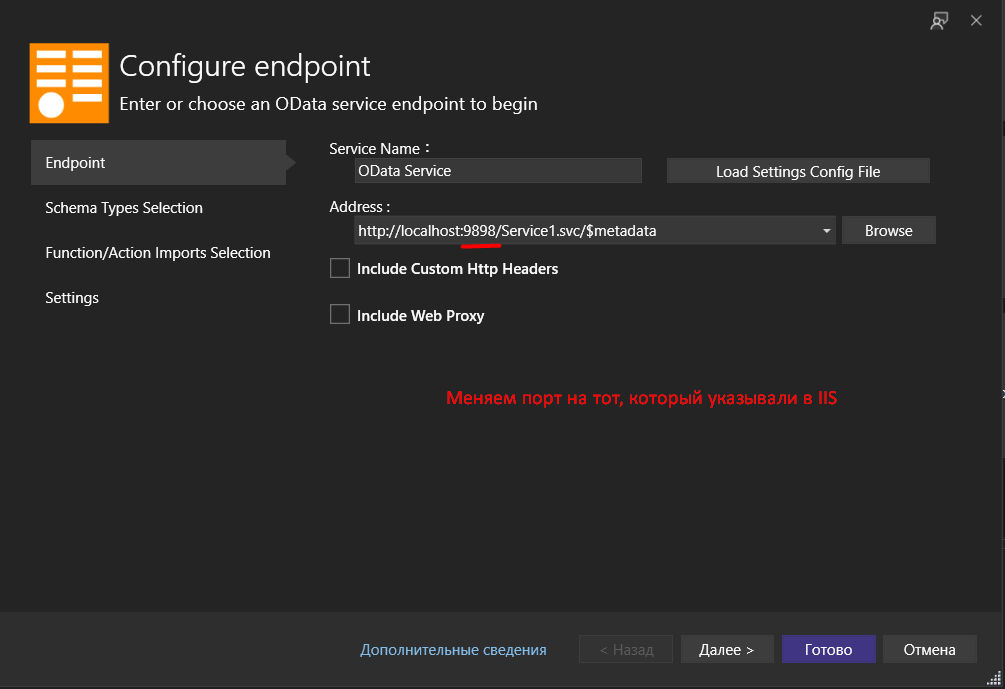 Configure endpoint
Enter or choose an OData service endpoint to begin
Endpoint
Schema Types Selection
Function/Action Imports Selection
Settings
Service Name :
OData Service
Load Settings Config File
Address :
http://localhost:9898/Service1.svc/$metadata
Browse
Include Custom Http Headers
Include Web Proxy
Меняем порт на тот, который указывали в IIS
Дополнительные сведения
< Назад
Далее >
Готово
Отмена